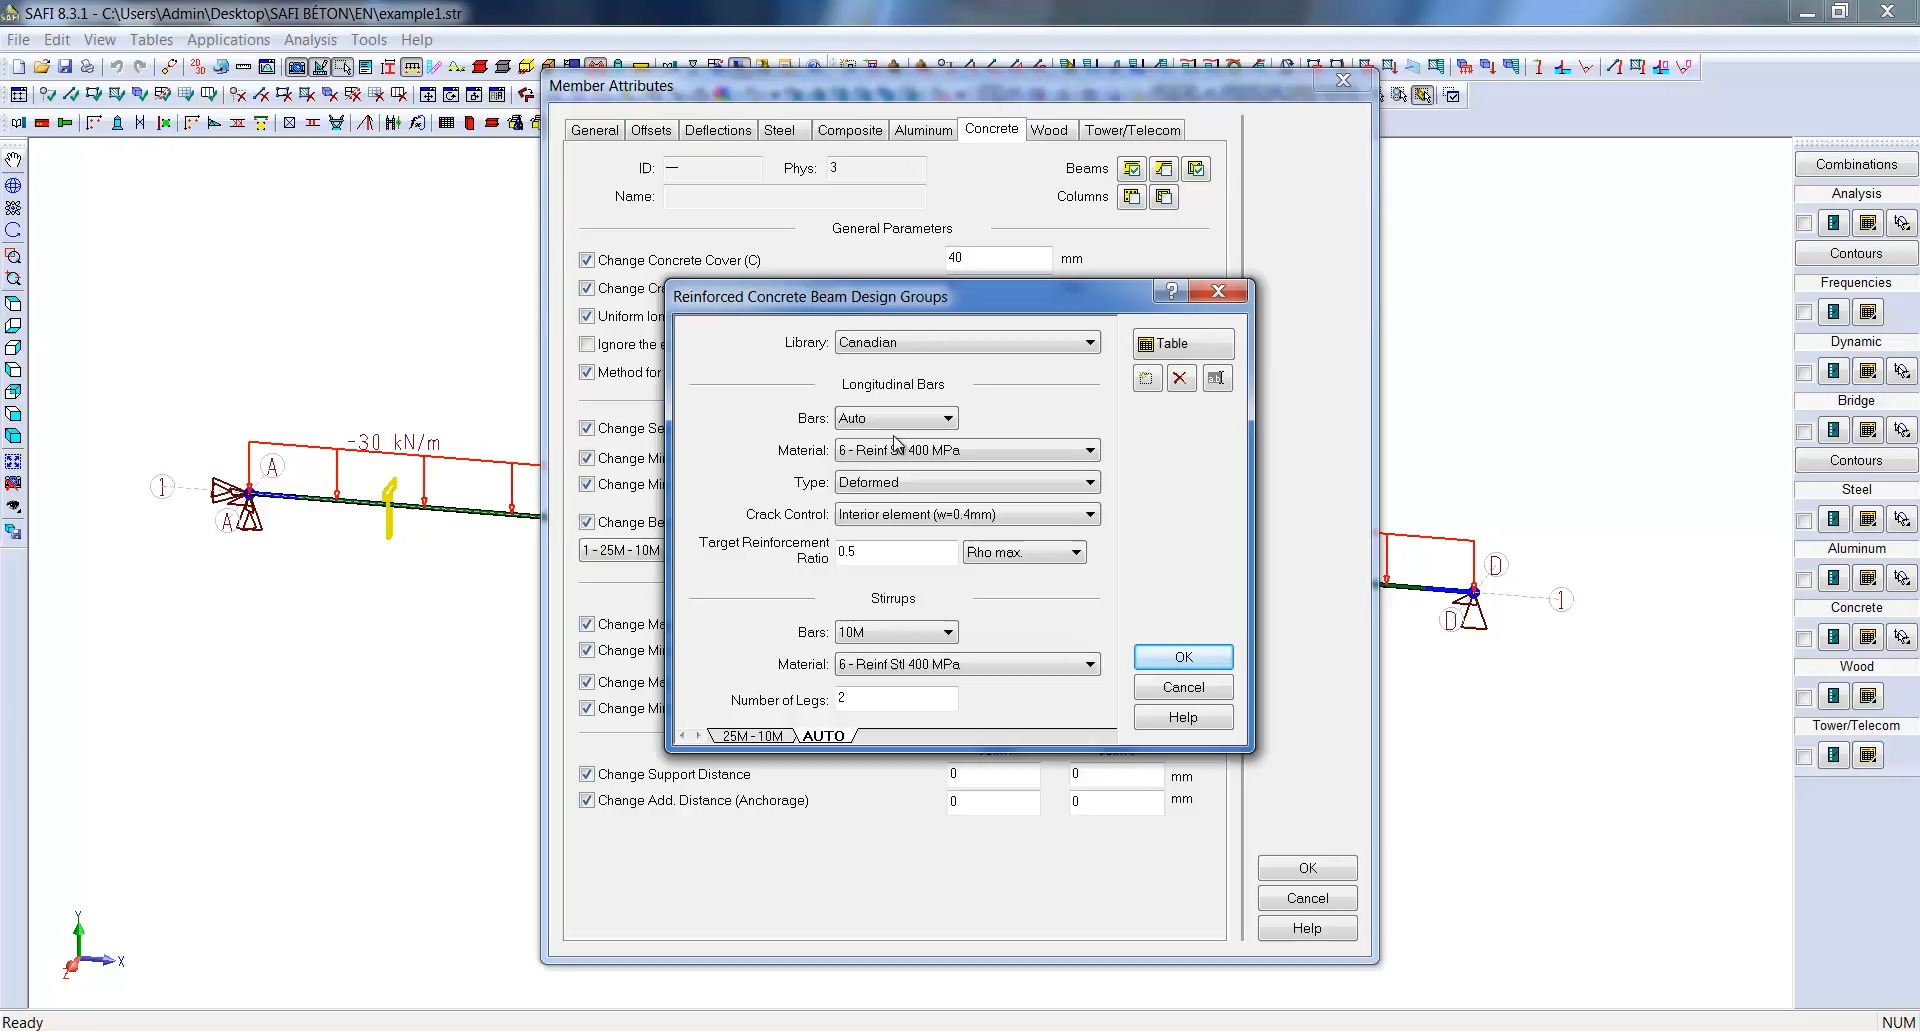 SAFI 8.3.1 - C:\Users\Admin\Desktop\SAFI BÉTON\EN\example1.str
File Edit View Tables Applications Analysis Tools Help
Member Attributes
General Offsets Deflections Steel Composite Aluminum Concrete Wood Tower/Telecom
ID: — Phys: 3 Beams
Name: Columns
General Parameters
Change Concrete Cover (C) 40 mm
Change Cr
Uniform lon
Ignore the e
Method for
Change Se
Change Min
Change Min
Change Be
1 - 25M - 10M
Change Ma
Change Min
Change Ma
Change Min
Change Support Distance 0 0 mm
Change Add. Distance (Anchorage) 0 0 mm
OK
Cancel
Help
Reinforced Concrete Beam Design Groups
Library: Canadian
Table
Longitudinal Bars
Bars: Auto
Material: 6 - Reinf Stl 400 MPa
Type: Deformed
Crack Control: Interior element (w=0.4mm)
Target Reinforcement
Ratio 0.5 Rho max.
Stirrups
Bars: 10M
Material: 6 - Reinf Stl 400 MPa
Number of Legs: 2
25M - 10M AUTO
OK
Cancel
Help
-30 kN/m
1 A
A
D
D 1
Y
X
Z
Combinations
Analysis
Contours
Frequencies
Dynamic
Bridge
Contours
Steel
Aluminum
Concrete
Wood
Tower/Telecom
Ready NUM